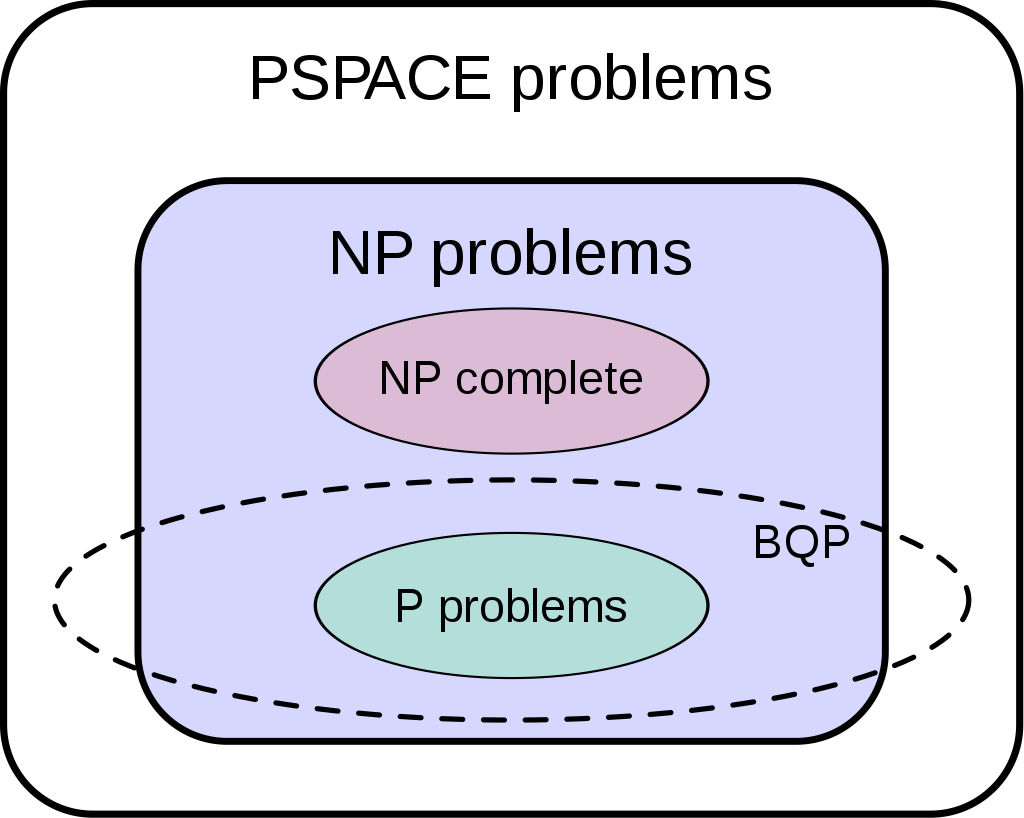 PSPACE problems
NP problems
NP complete
BQP
P problems